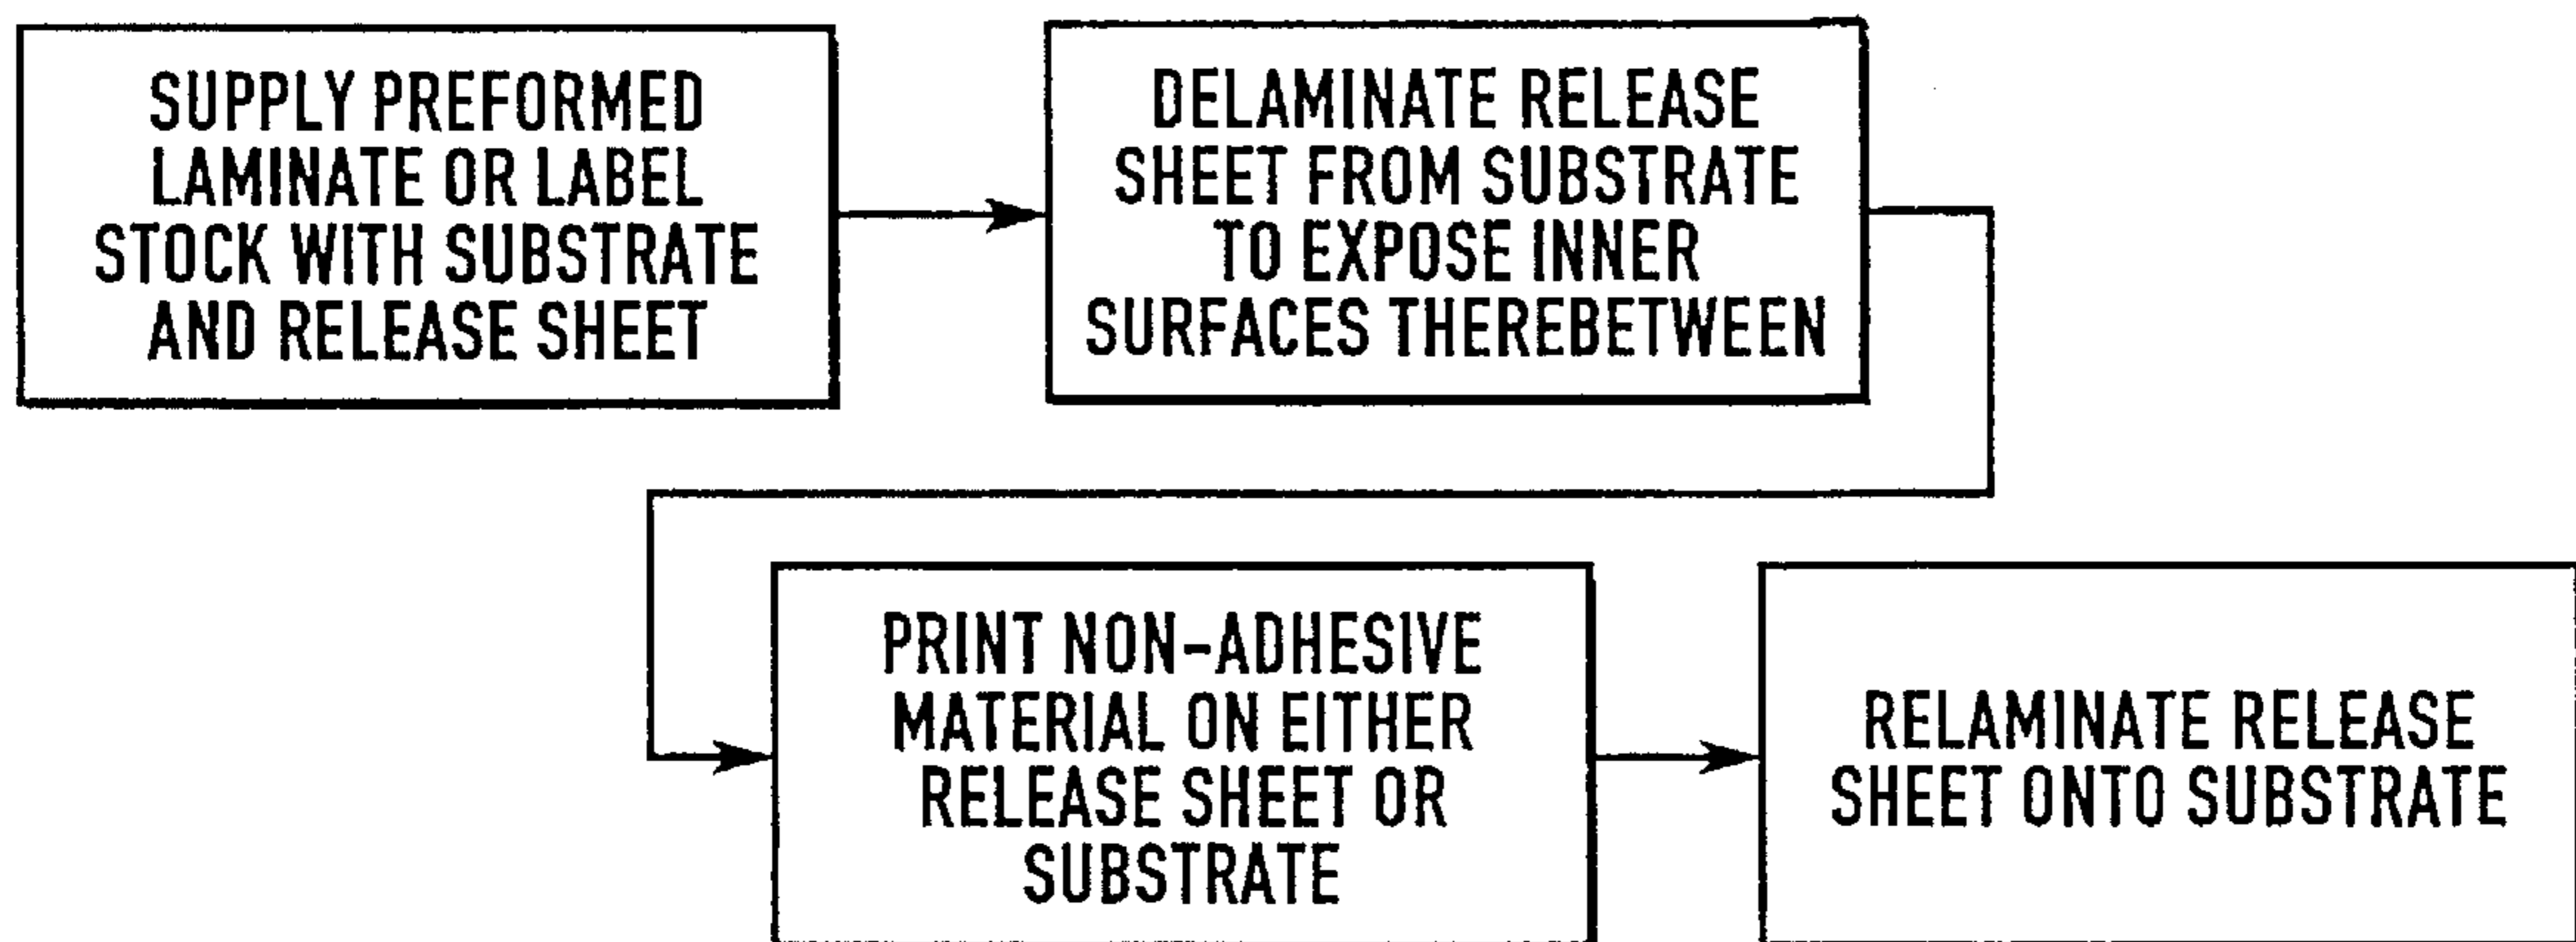 SUPPLY PREFORMED
LAMINATE OR LABEL
STOCK WITH SUBSTRATE
AND RELEASE SHEET
DELAMINATE RELEASE
SHEET FROM SUBSTRATE
TO EXPOSE INNER
SURFACES THEREBETWEEN
PRINT NON-ADHESIVE
MATERIAL ON EITHER
RELEASE SHEET OR
SUBSTRATE
RELAMINATE RELEASE
SHEET ONTO SUBSTRATE